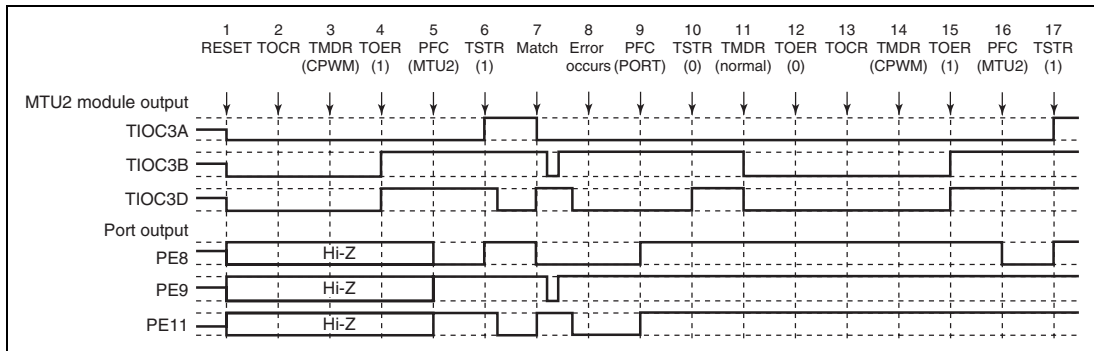 1 2 3 4 5 6 7 8 9 10 11 12 13 14 15 16 17
RESET TOCR TMDR TOER PFC TSTR Match Error PFC TSTR TMDR TOER TOCR TMDR TOER PFC TSTR
(CPWM) (1) (MTU2) (1) occurs (PORT) (0) (normal) (0) (CPWM) (1) (MTU2) (1)
MTU2 module output
TIOC3A
TIOC3B
TIOC3D
Port output
PE8 Hi-Z
PE9 Hi-Z
PE11 Hi-Z